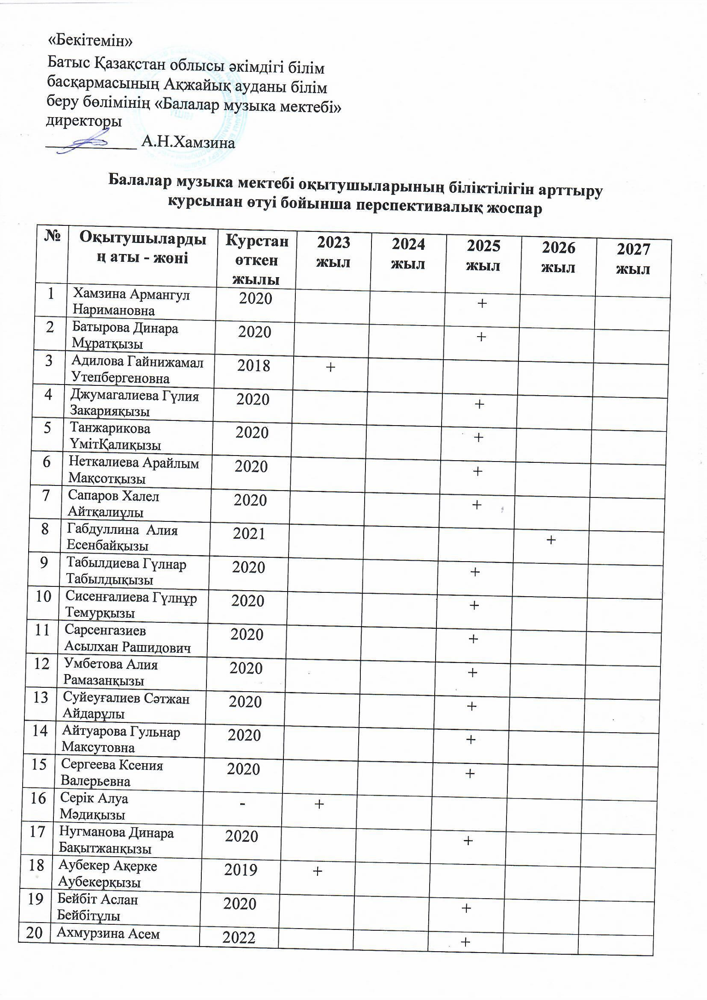 «Бекітемін»
Батыс Қазақстан облысы әкімдігі білім
басқармасының Ақжайық ауданы білім
беру бөлімінің «Балалар музыка мектебі»
директоры
А.Н.Хамзина
Балалар музыка мектебі оқытушыларының біліктілігін арттыру
курсынан өтуі бойынша перспективалық жоспар
№ Оқытушыларды Курстан 2023 2024 2025 2026 2027
ң аты - жөні өткен жыл жыл жыл жыл жыл
жылы
1 Хамзина Армангул 2020 +
Наримановна
2 Батырова Динара 2020 +
Мұратқызы
3 Адилова Гайнижамал 2018 +
Утепбергеновна
4 Джумагалиева Гүлия 2020 +
Закарияқызы
5 Танжарикова 2020 +
ҮмітҚалиқызы
6 Неткалиева Арайлым 2020 +
Мақсотқызы
7 Сапаров Халел 2020 +
Айтқалиұлы
8 Габдуллина Алия 2021 +
Есенбайқызы
9 Табылдиева Гүлнар 2020 +
Табылдықызы
10 Сисенғалиева Гүлнұр 2020 +
Темурқызы
11 Сарсенгазиев 2020 +
Асылхан Рашидович
12 Умбетова Алия 2020 +
Рамазанқызы
13 Суйеуғалиев Сәтжан 2020 +
Айдарұлы
14 Айтуарова Гульнар 2020 +
Максутовна
15 Сергеева Ксения 2020 +
Валерьевна
16 Серік Алуа - +
Мәдиқызы
17 Нугманова Динара 2020 +
Бақытжанқызы
18 Аубекер Ақерке 2019 +
Аубекерқызы
19 Бейбіт Аслан 2020 +
Бейбітұлы
20 Ахмурзина Асем 2022 +